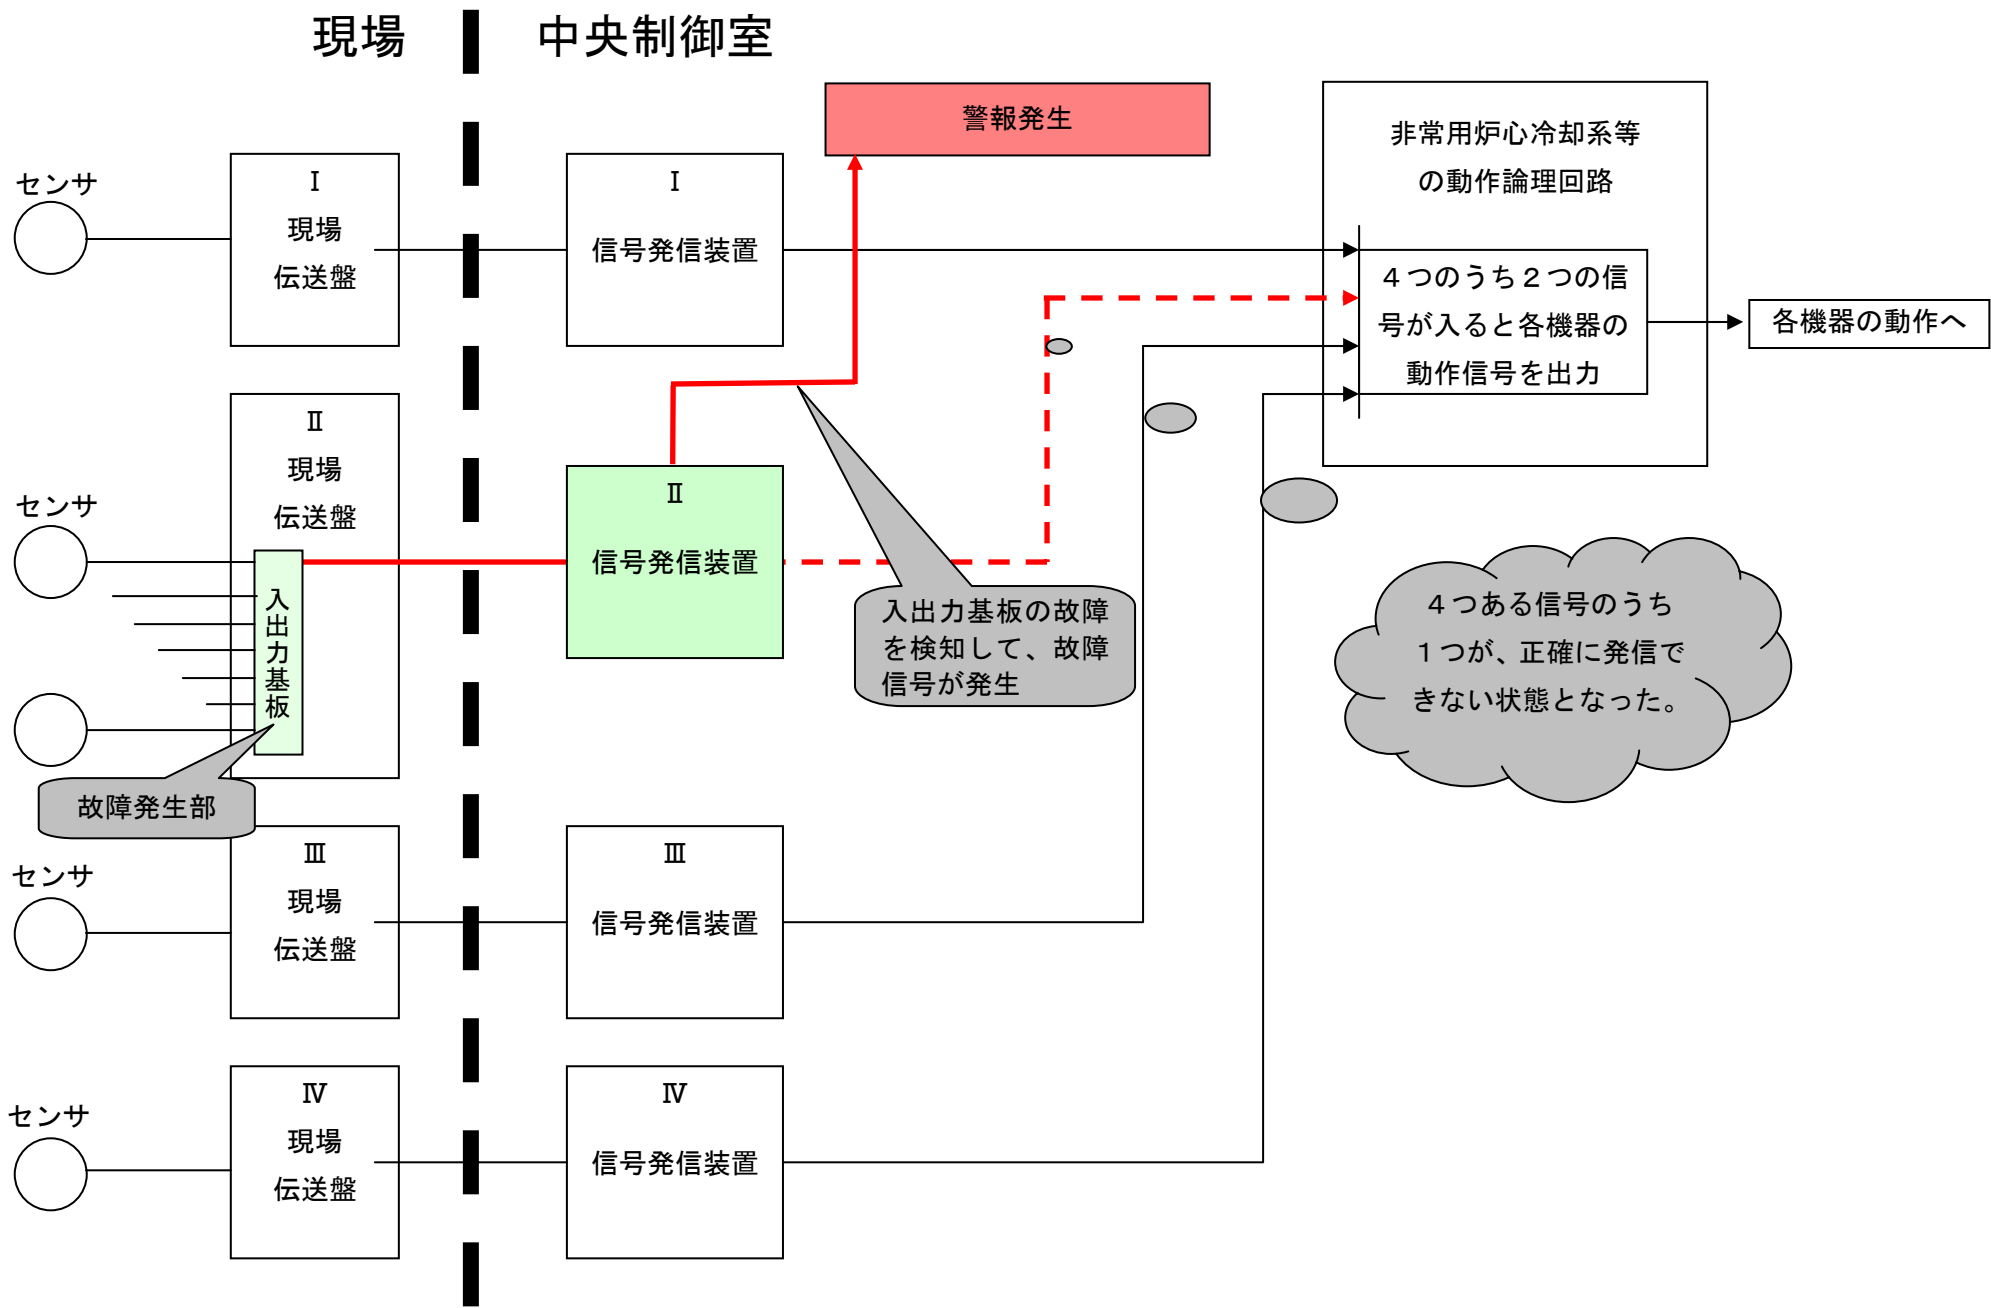 現場
中央制御室
警報発生
非常用炉心冷却系等
の動作論理回路
センサ
Ⅰ
現場
伝送盤
Ⅰ
信号発信装置
４つのうち２つの信
号が入ると各機器の
動作信号を出力
各機器の動作へ
センサ
Ⅱ
現場
伝送盤
入出力基板
Ⅱ
信号発信装置
入出力基板の故障
を検知して、故障
信号が発生
４つある信号のうち
１つが、正確に発信で
きない状態となった。
故障発生部
センサ
Ⅲ
現場
伝送盤
Ⅲ
信号発信装置
センサ
Ⅳ
現場
伝送盤
Ⅳ
信号発信装置